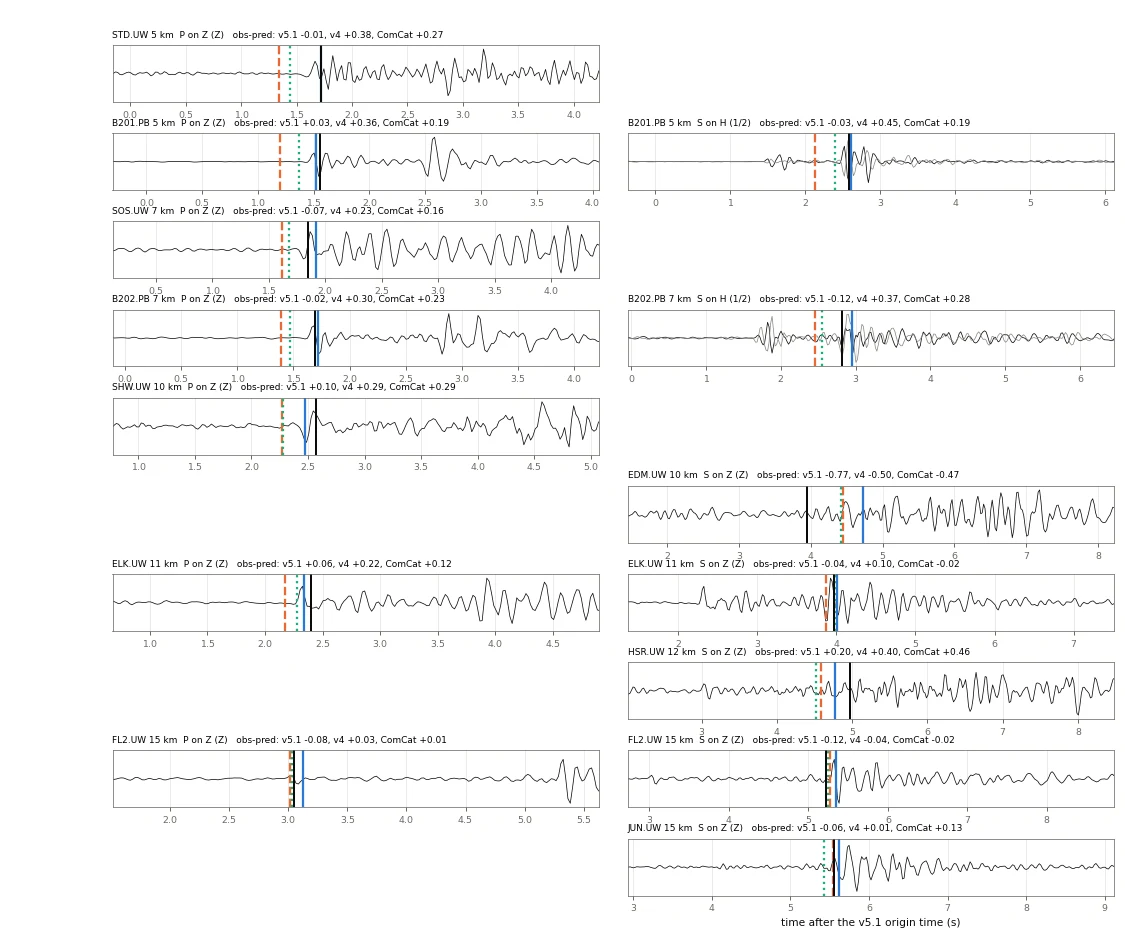 STD.UW 5 km  P on Z (Z)   obs-pred: v5.1 -0.01, v4 +0.38, ComCat +0.27
0.0 0.5 1.0 1.5 2.0 2.5 3.0 3.5 4.0
B201.PB 5 km  P on Z (Z)   obs-pred: v5.1 +0.03, v4 +0.36, ComCat +0.19
0.0 0.5 1.0 1.5 2.0 2.5 3.0 3.5 4.0
B201.PB 5 km  S on H (1/2)   obs-pred: v5.1 -0.03, v4 +0.45, ComCat +0.19
0 1 2 3 4 5 6
SOS.UW 7 km  P on Z (Z)   obs-pred: v5.1 -0.07, v4 +0.23, ComCat +0.16
0.5 1.0 1.5 2.0 2.5 3.0 3.5 4.0
B202.PB 7 km  P on Z (Z)   obs-pred: v5.1 -0.02, v4 +0.30, ComCat +0.23
0.0 0.5 1.0 1.5 2.0 2.5 3.0 3.5 4.0
B202.PB 7 km  S on H (1/2)   obs-pred: v5.1 -0.12, v4 +0.37, ComCat +0.28
0 1 2 3 4 5 6
SHW.UW 10 km  P on Z (Z)   obs-pred: v5.1 +0.10, v4 +0.29, ComCat +0.29
1.0 1.5 2.0 2.5 3.0 3.5 4.0 4.5 5.0
EDM.UW 10 km  S on Z (Z)   obs-pred: v5.1 -0.77, v4 -0.50, ComCat -0.47
2 3 4 5 6 7 8
ELK.UW 11 km  P on Z (Z)   obs-pred: v5.1 +0.06, v4 +0.22, ComCat +0.12
1.0 1.5 2.0 2.5 3.0 3.5 4.0 4.5
ELK.UW 11 km  S on Z (Z)   obs-pred: v5.1 -0.04, v4 +0.10, ComCat -0.02
2 3 4 5 6 7
HSR.UW 12 km  S on Z (Z)   obs-pred: v5.1 +0.20, v4 +0.40, ComCat +0.46
3 4 5 6 7 8
FL2.UW 15 km  P on Z (Z)   obs-pred: v5.1 -0.08, v4 +0.03, ComCat +0.01
2.0 2.5 3.0 3.5 4.0 4.5 5.0 5.5
FL2.UW 15 km  S on Z (Z)   obs-pred: v5.1 -0.12, v4 -0.04, ComCat -0.02
3 4 5 6 7 8
JUN.UW 15 km  S on Z (Z)   obs-pred: v5.1 -0.06, v4 +0.01, ComCat +0.13
3 4 5 6 7 8 9
time after the v5.1 origin time (s)